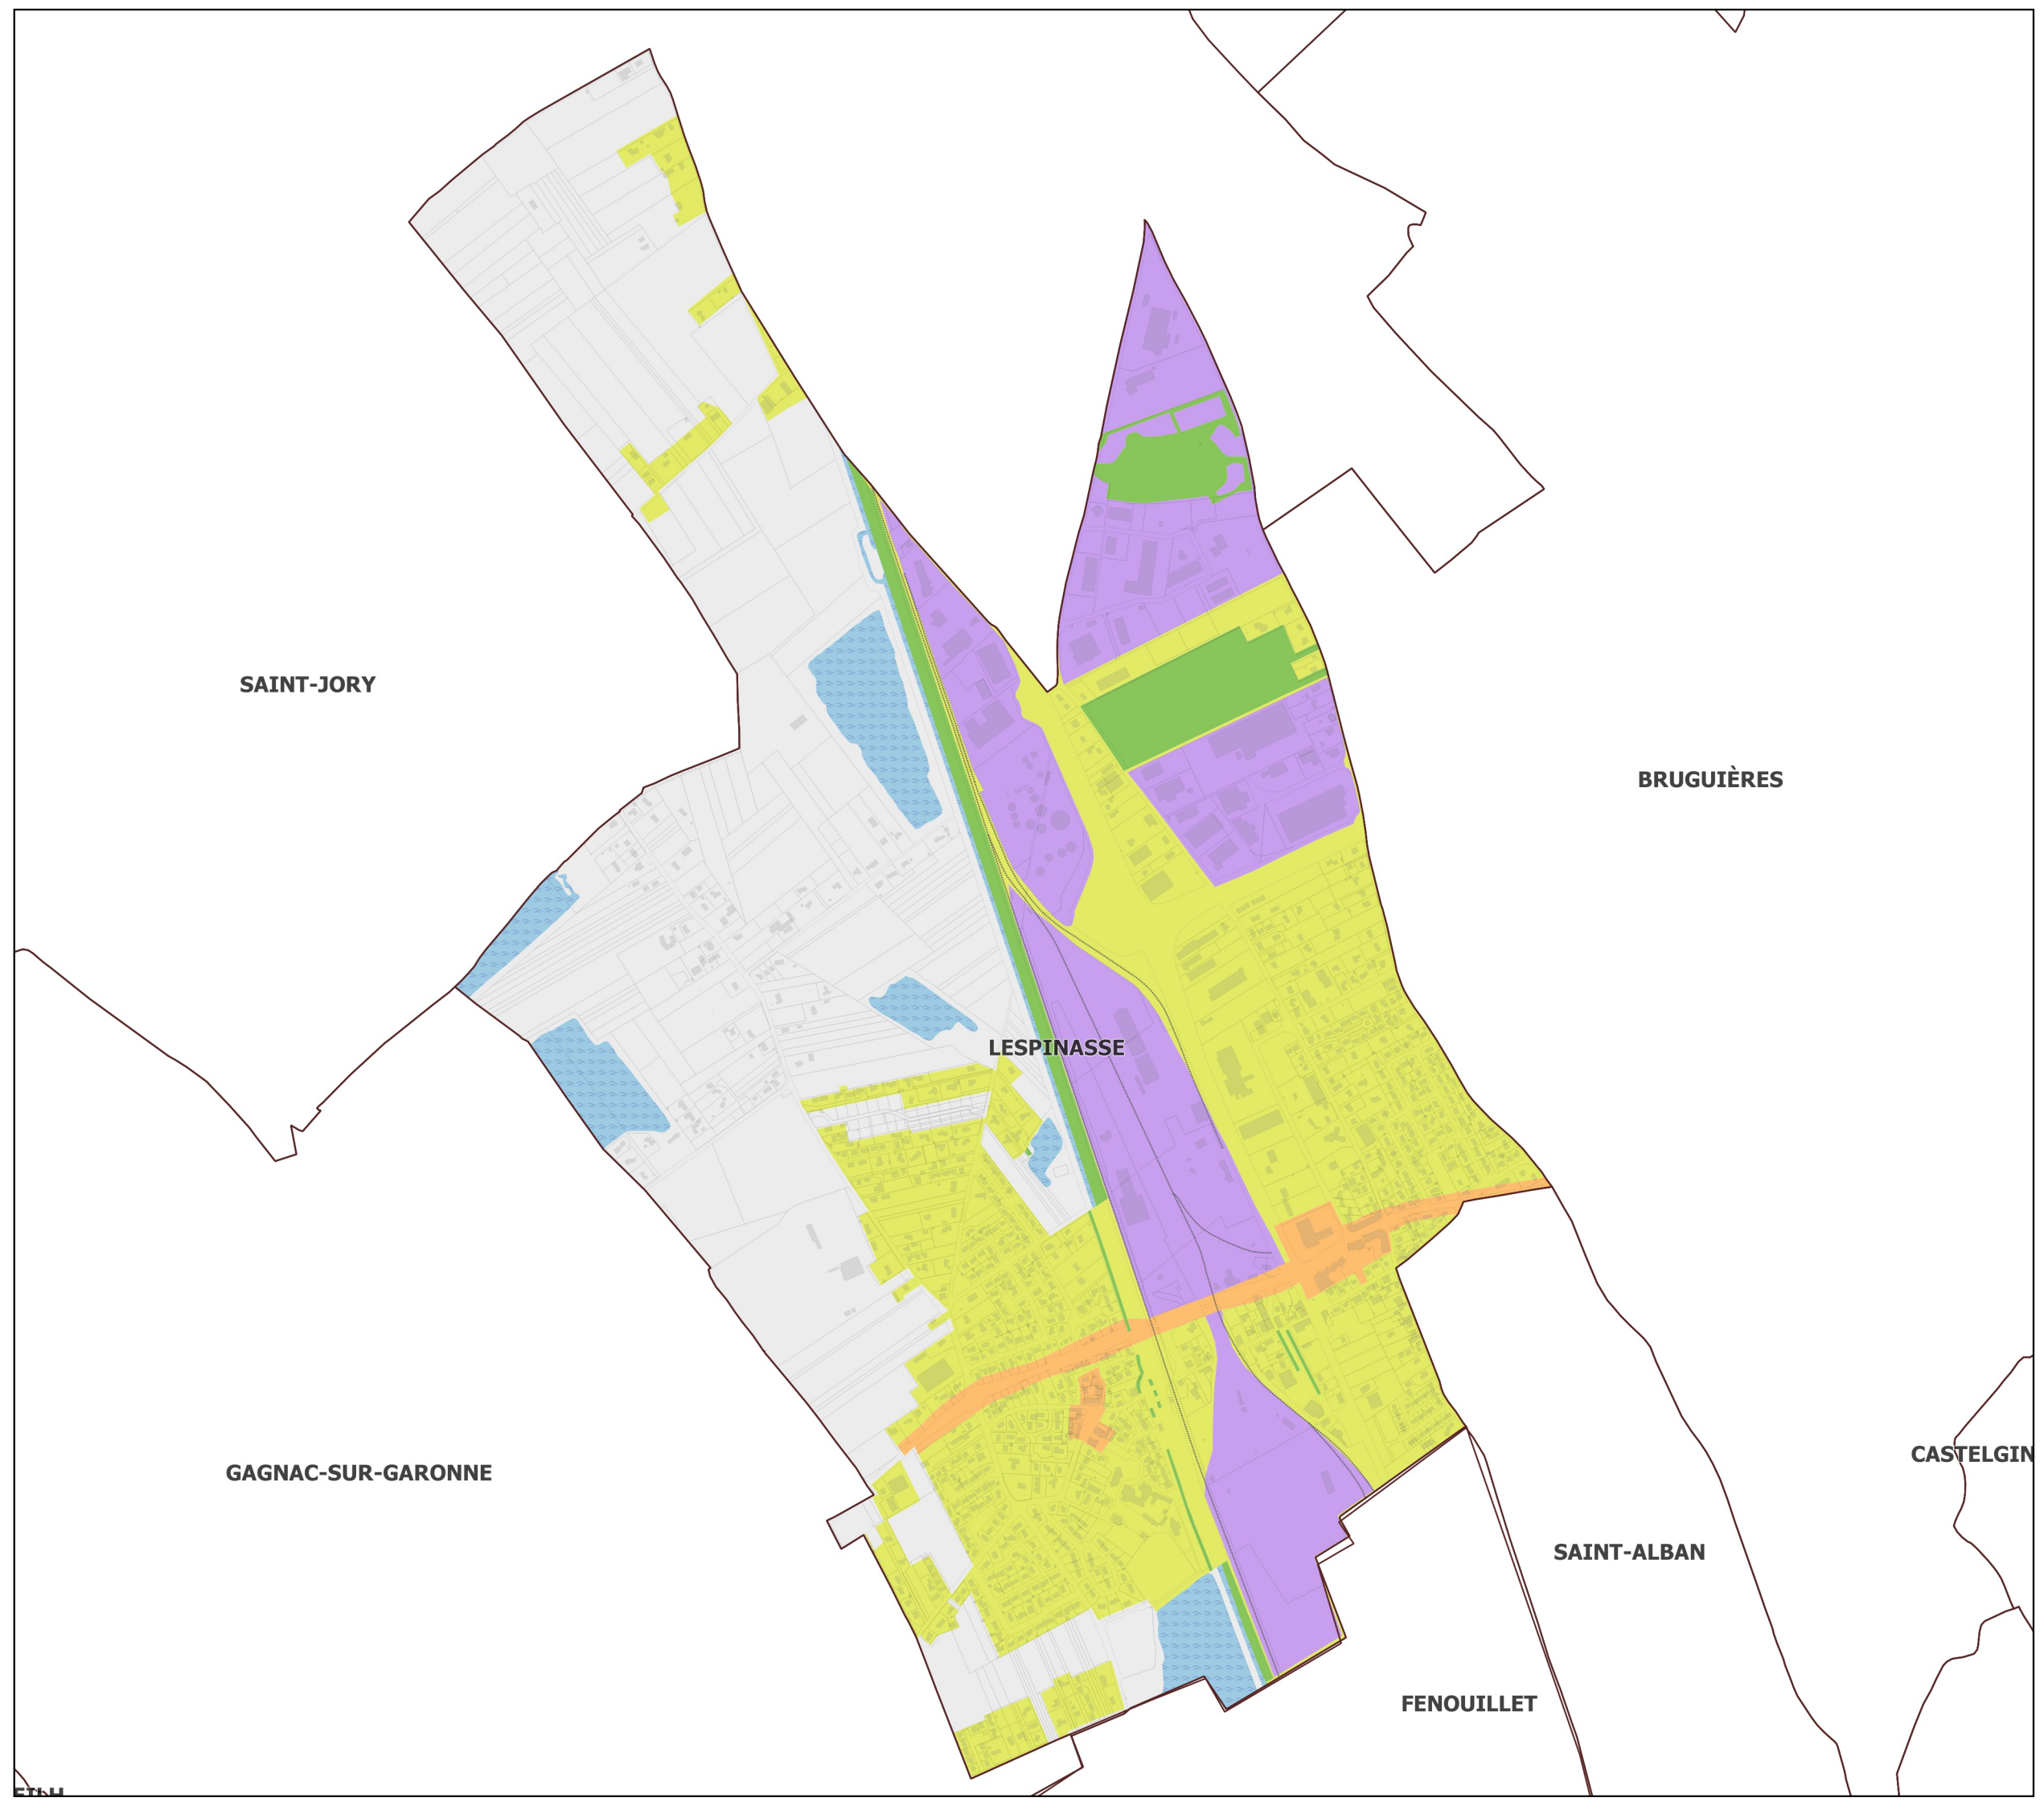 SAINT-JORY
BRUGUIÈRES
LESPINASSE
CASTELGIN
GAGNAC-SUR-GARONNE
SAINT-ALBAN
FENOUILLET